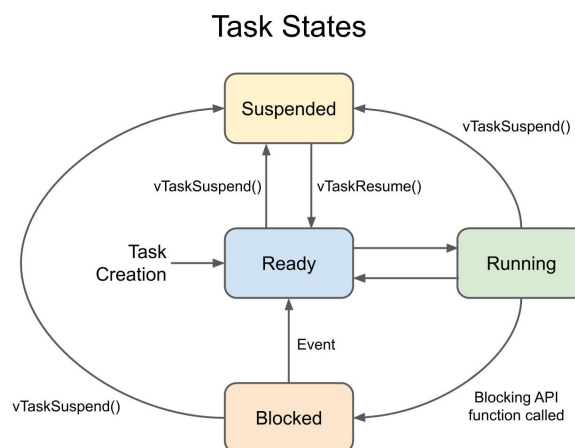 Task States
Suspended
vTaskSuspend()
vTaskSuspend()
vTaskResume()
Task
Creation
Ready
Running
Event
vTaskSuspend()
Blocked
Blocking API
function called